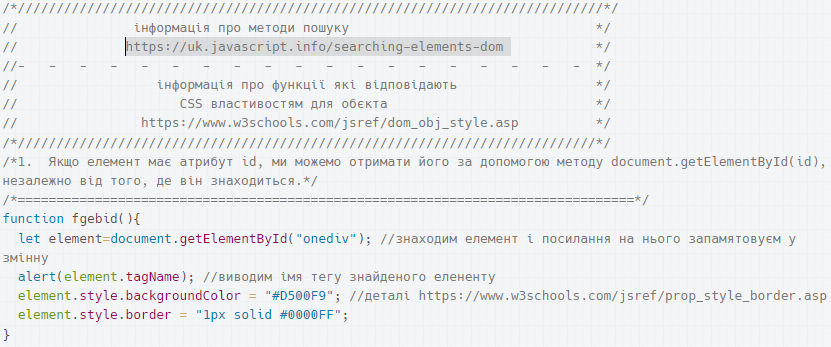 /*///////////////////////////////////////////////////////////////////////////*/
//               інформація про методи пошуку                                */
//              https://uk.javascript.info/searching-elements-dom            */
//- - - - - - - - - - - - - - - - - - - */
//                  інформація про функції які відповідають                  */
//                     CSS властивостям для обєкта                           */
//                https://www.w3schools.com/jsref/dom_obj_style.asp          */
/*///////////////////////////////////////////////////////////////////////////*/
/*1.  Якщо елемент має атрибут id, ми можемо отримати його за допомогою методу document.getElementById(id),
незалежно від того, де він знаходиться.*/
/*================================================================================*/
function fgebid(){
  let element=document.getElementById("onediv"); //знаходим елемент і посилання на нього запамятовуєм у
змінну
  alert(element.tagName); //виводим імя тегу знайденого елененту
  element.style.backgroundColor = "#D500F9"; //деталі https://www.w3schools.com/jsref/prop_style_border.asp
  element.style.border = "1px solid #0000FF";
}